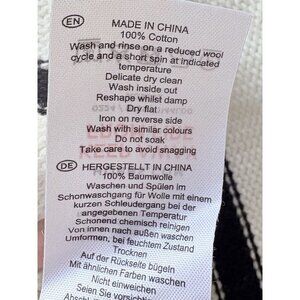 EN MADE IN CHINA
100% Cotton
Wash and rinse on a reduced wool
cycle and a short spin at indicated
temperature
Delicate dry clean
Wash inside out
Reshape whilst damp
Dry flat
Iron on reverse side
Wash with similar colours
Do not soak
Take care to avoid snagging
DE HERGESTELLT IN CHINA
100% Baumwolle
Waschen und Spülen im
Schonwaschgang für Wolle mit einem
kurzen Schleudergang bei der
angegebenen Temperatur
Schonend chemisch reinigen
Von innen nach außen waschen
Umformen, bei feuchtem Zustand
Trocknen
Auf der Rückseite bügeln
Mit ähnlichen Farben waschen
Nicht einweichen
Seien Sie vorsichtig